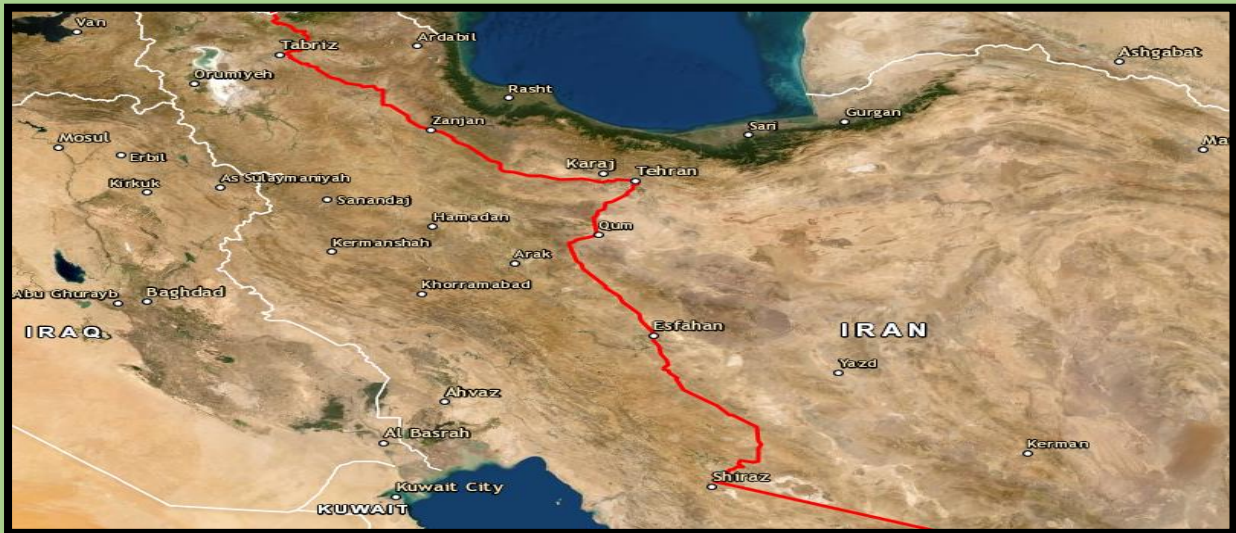 Van
Tabriz
Ardabil
Ashgabat
Orumiyeh
Rasht
Gurgan
Zanjan
Sari
Mosul
Erbil
Karaj
Tehran
Kirkuk
As Sulaymaniyah
Sanandaj
Hamadan
Qum
Kermanshah
Arak
Khorramabad
Abu Ghurayb
Baghdad
IRAQ
Esfahan
IRAN
Yazd
Ahvaz
Al Basrah
Kerman
Shiraz
Kuwait City
KUWAIT